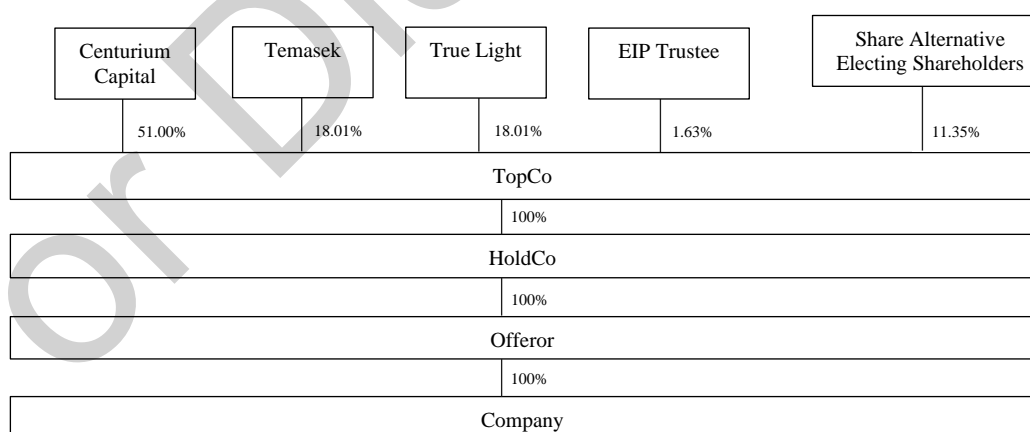 Centurium
Capital
Temasek
True Light
EIP Trustee
Share Alternative
Electing Shareholders
51.00%
18.01%
18.01%
1.63%
11.35%
TopCo
100%
HoldCo
100%
Offeror
100%
Company
or